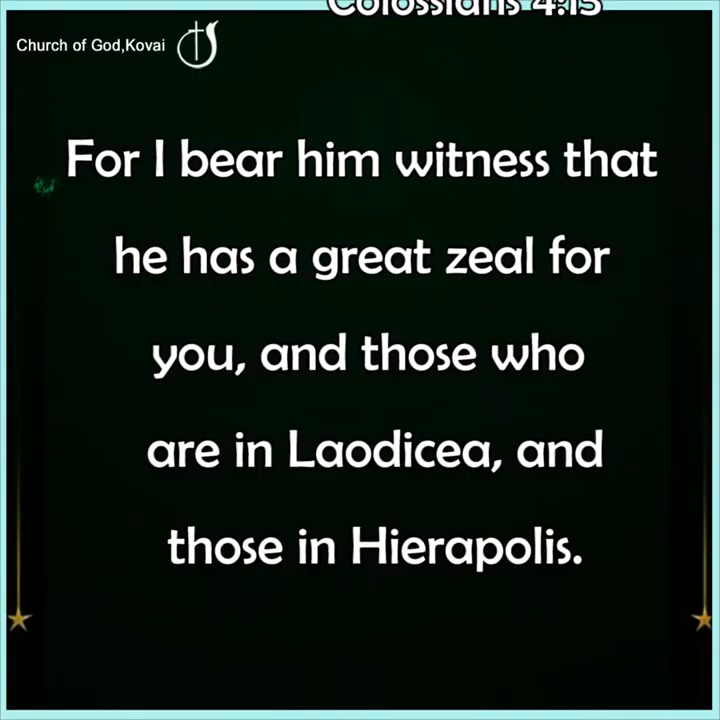 Colossians 4:13
Church of God,Kovai
For I bear him witness that
he has a great zeal for
you, and those who
are in Laodicea, and
those in Hierapolis.